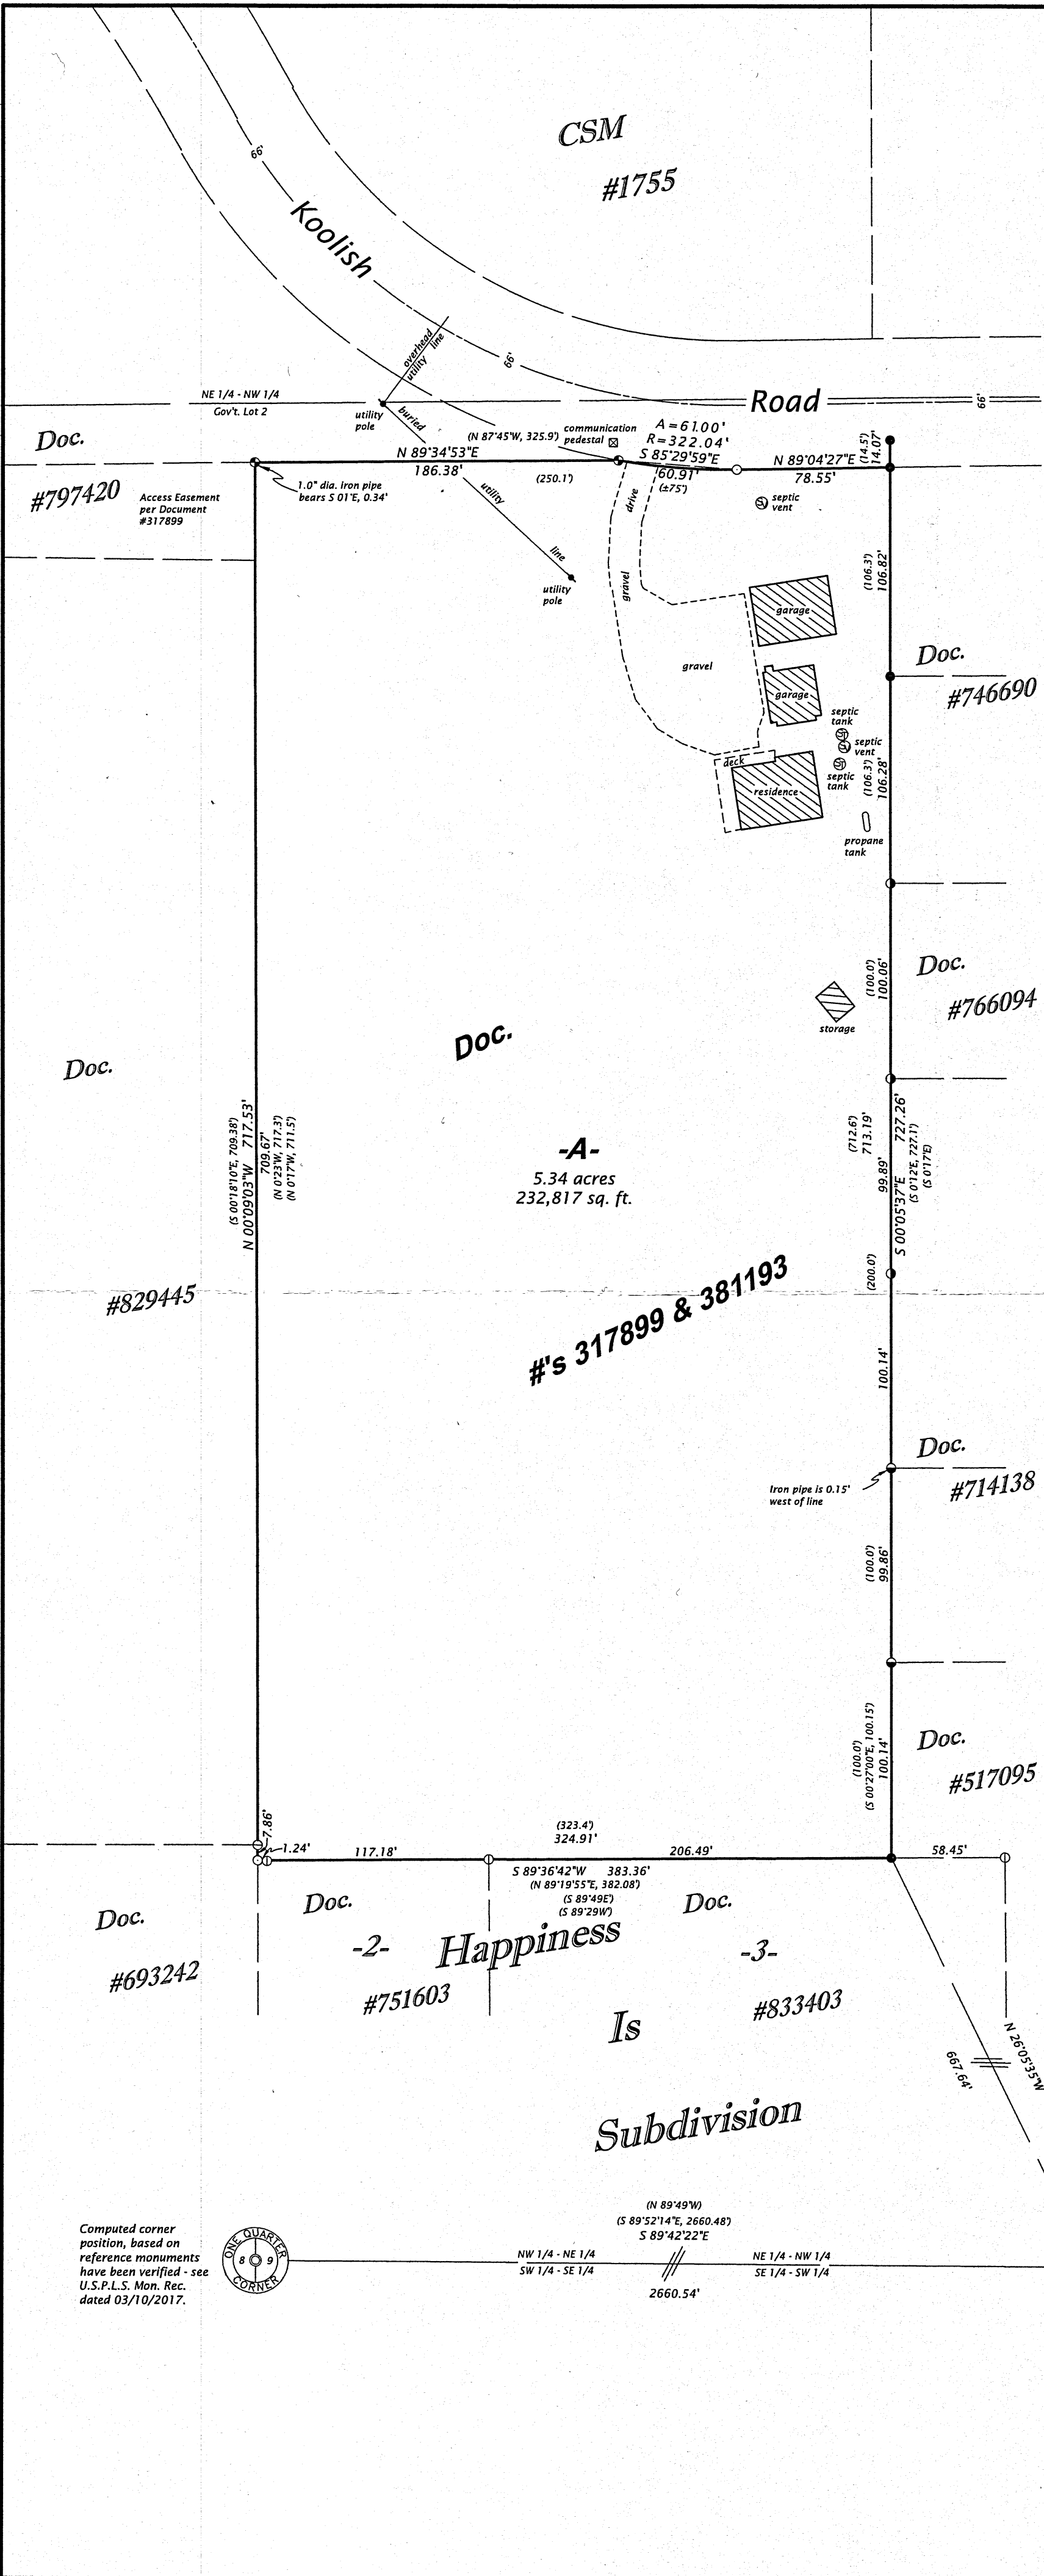 CSM
#1755
66'
Koolish
overhead
utility line
66'
NE 1/4 - NW 1/4
Gov't. Lot 2
utility
pole
buried
Road
66'
Doc.
#797420
Access Easement
per Document
#317899
(N 87°45'W, 325.9')
communication
pedestal
A=61.00'
R=322.04'
S 85°29'59"E
60.91'
(±75')
N 89°34'53"E
186.38'
(250.1')
N 89°04'27"E
78.55'
(14.5')
14.07'
1.0" dia. Iron pipe
bears S 01°E, 0.34'
utility
line
utility
pole
drive
gravel
septic
vent
(106.3')
106.82'
garage
gravel
Doc.
#746690
garage
septic
tank
ST
septic
vent
ST
septic
tank
(106.3')
106.28'
deck
residence
propane
tank
(100.0')
100.06'
Doc.
#766094
storage
Doc.
Doc.
(S 00°18'10"E, 709.38')
N 00°09'03"W 717.53'
709.67'
(N 0°23'W, 717.3')
(N 0°17'W, 711.5')
-A-
5.34 acres
232,817 sq. ft.
(712.6')
713.19'
99.89'
S 00°05'37"E 727.26'
(S 0°12'E, 727.1')
(S 0°17'E)
(200.0')
#829445
#'s 317899 & 381193
100.14'
Doc.
#714138
Iron pipe is 0.15'
west of line
(100.0')
99.86'
(100.0')
(S 00°27'00"E, 100.15')
100.14'
Doc.
#517095
7.86'
1.24'
117.18'
(323.4')
324.91'
206.49'
58.45'
S 89°36'42"W 383.36'
(N 89°19'55"E, 382.08')
(S 89°49'E)
(S 89°29'W)
Doc.
#693242
Doc.
-2-
#751603
Doc.
-3-
#833403
Happiness
Is
Subdivision
N 26°05'35"W
667.64'
Computed corner
position, based on
reference monuments
have been verified - see
U.S.P.L.S. Mon. Rec.
dated 03/10/2017.
ONE QUARTER
8 9
CORNER
(N 89°49'W)
(S 89°52'14"E, 2660.48')
S 89°42'22"E
NW 1/4 - NE 1/4
SW 1/4 - SE 1/4
NE 1/4 - NW 1/4
SE 1/4 - SW 1/4
2660.54'